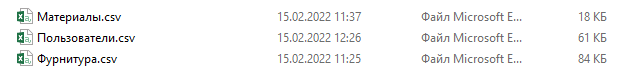 Материалы.csv 15.02.2022 11:37 Файл Microsoft E... 18 КБ
Пользователи.csv 15.02.2022 12:26 Файл Microsoft E... 61 КБ
Фурнитура.csv 15.02.2022 11:25 Файл Microsoft E... 84 КБ